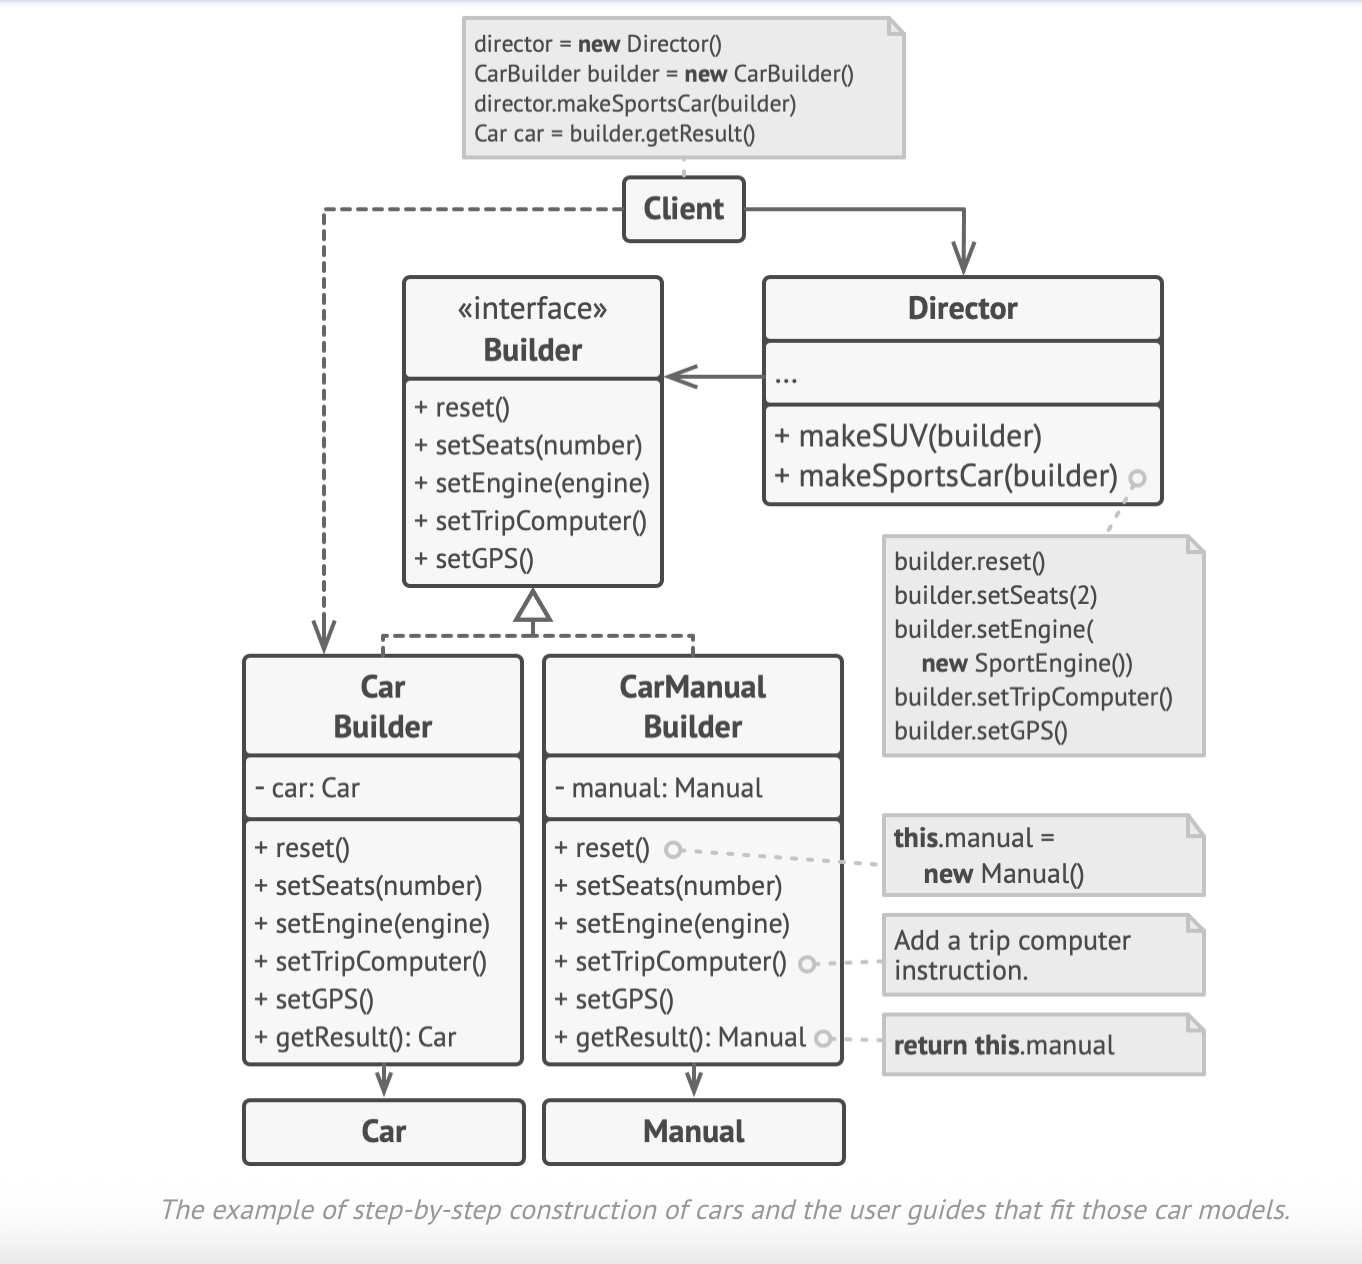 director = new Director()
CarBuilder builder = new CarBuilder()
director.makeSportsCar(builder)
Car car = builder.getResult()
Client
«interface»
Builder
+ reset()
+ setSeats(number)
+ setEngine(engine)
+ setTripComputer()
+ setGPS()
Director
...
+ makeSUV(builder)
+ makeSportsCar(builder)
builder.reset()
builder.setSeats(2)
builder.setEngine(
new SportEngine())
builder.setTripComputer()
builder.setGPS()
Car
Builder
- car: Car
+ reset()
+ setSeats(number)
+ setEngine(engine)
+ setTripComputer()
+ setGPS()
+ getResult(): Car
CarManual
Builder
- manual: Manual
+ reset()
+ setSeats(number)
+ setEngine(engine)
+ setTripComputer()
+ setGPS()
+ getResult(): Manual
this.manual =
new Manual()
Add a trip computer
instruction.
return this.manual
Car
Manual
The example of step-by-step construction of cars and the user guides that fit those car models.